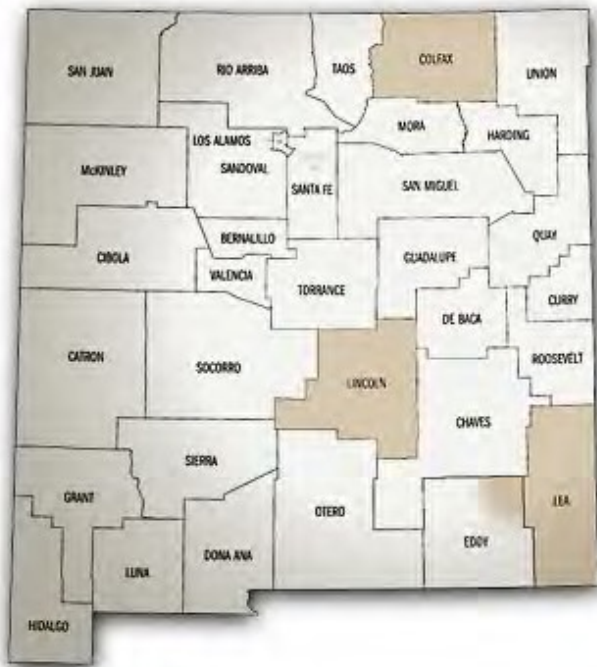 SAN JUAN
RIO ARRIBA
TAOS
COLFAX
UNION
LOS ALAMOS
MORA
HARDING
McKINLEY
SANDOVAL
SANTA FE
SAN MIGUEL
BERNALILLO
QUAY
CIBOLA
GUADALUPE
VALENCIA
TORRANCE
CURRY
DE BACA
CATRON
SOCORRO
LINCOLN
ROOSEVELT
CHAVES
SIERRA
GRANT
LEA
OTERO
EDDY
LUNA
DONA ANA
HIDALGO